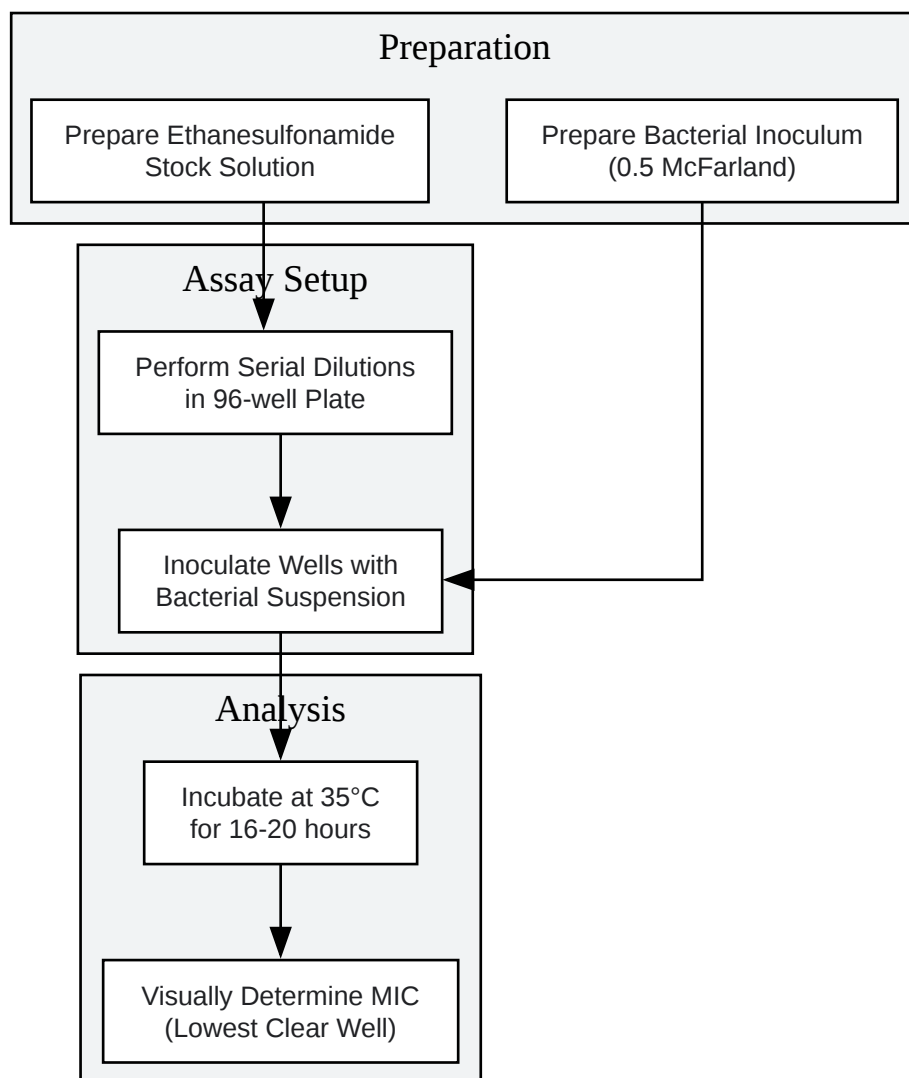 Preparation
Prepare Ethanesulfonamide
Stock Solution
Prepare Bacterial Inoculum
(0.5 McFarland)
Assay Setup
Perform Serial Dilutions
in 96-well Plate
Inoculate Wells with
Bacterial Suspension
Analysis
Incubate at 35°C
for 16-20 hours
Visually Determine MIC
(Lowest Clear Well)